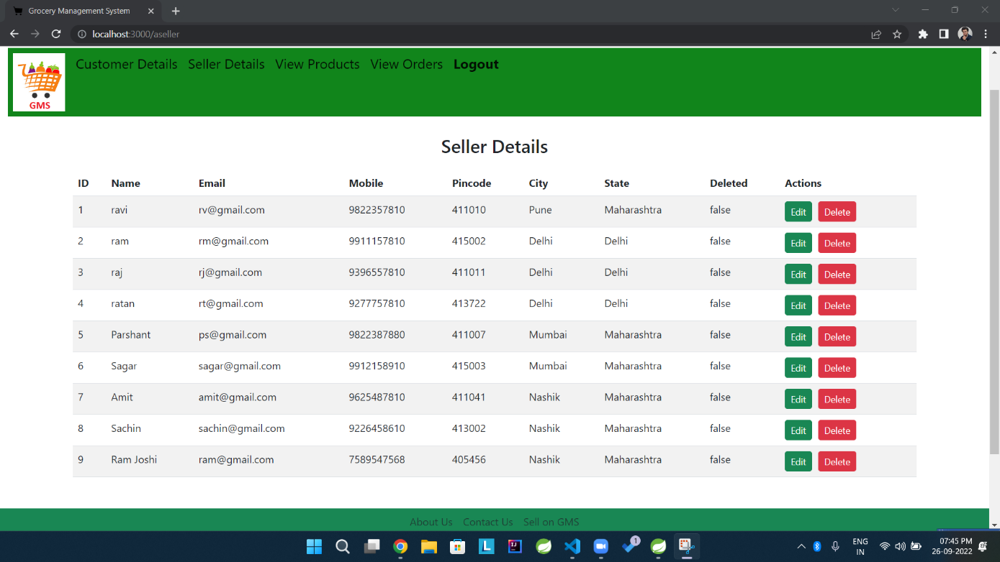 Grocery Management System
localhost:3000/aseller
Customer Details Seller Details View Products View Orders Logout
GMS
Seller Details
ID Name Email Mobile Pincode City State Deleted Actions
1 ravi rv@gmail.com 9822357810 411010 Pune Maharashtra false Edit Delete
2 ram rm@gmail.com 9911157810 415002 Delhi Delhi false Edit Delete
3 raj rj@gmail.com 9396557810 411011 Delhi Delhi false Edit Delete
4 ratan rt@gmail.com 9277757810 413722 Delhi Delhi false Edit Delete
5 Parshant ps@gmail.com 9822387880 411007 Mumbai Maharashtra false Edit Delete
6 Sagar sagar@gmail.com 9912158910 415003 Mumbai Maharashtra false Edit Delete
7 Amit amit@gmail.com 9625487810 411041 Nashik Maharashtra false Edit Delete
8 Sachin sachin@gmail.com 9226458610 413002 Nashik Maharashtra false Edit Delete
9 Ram Joshi ram@gmail.com 7589547568 405456 Nashik Maharashtra false Edit Delete
About Us Contact Us Sell on GMS
L IJ 1
ENG 07:45 PM
IN 26-09-2022